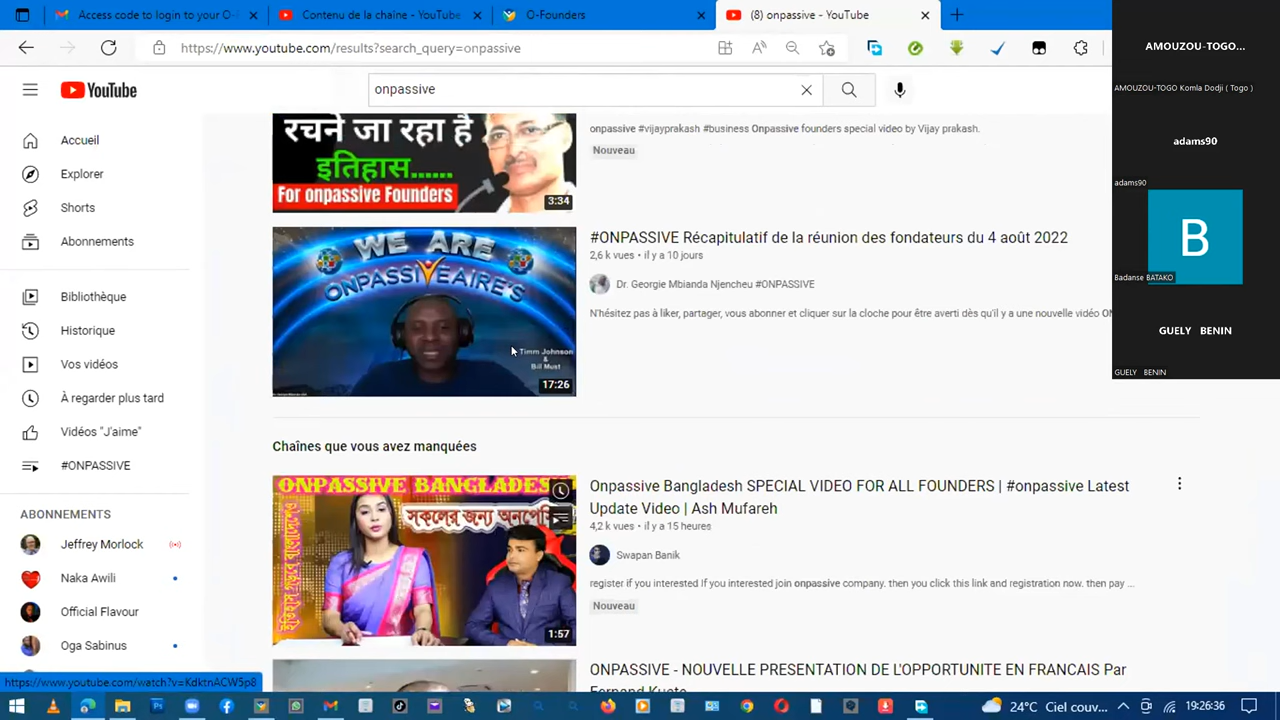 Access code to login to your O-
Contenu de la chaîne - YouTube
O-Founders
(8) onpassive - YouTube
https://www.youtube.com/results?search_query=onpassive
AMOUZOU-TOGO...
AMOUZOU-TOGO Komla Dodji ( Togo )
adams90
adams90
B
Badanse BATAKO
GUELY BENIN
GUELY BENIN
YouTube
onpassive
Accueil
Explorer
Shorts
Abonnements
Bibliothèque
Historique
Vos vidéos
À regarder plus tard
Vidéos "J'aime"
#ONPASSIVE
ABONNEMENTS
Jeffrey Morlock
Naka Awili
Official Flavour
Oga Sabinus
रचने जा रहा है
इतिहास......
For onpassive Founders
3:34
onpassive #vijayprakash #business Onpassive founders special video by Vijay prakash.
Nouveau
WE ARE
ONPASSIVEAIRE'S
Timm Johnson
&
Bill Must
17:26
#ONPASSIVE Récapitulatif de la réunion des fondateurs du 4 août 2022
2,6 k vues • il y a 10 jours
Dr. Georgie Mbianda Njencheu #ONPASSIVE
N'hésitez pas à liker, partager, vous abonner et cliquer sur la cloche pour être averti dès qu'il y a une nouvelle vidéo
Chaînes que vous avez manquées
ONPASSIVE BANGLADES
সকলের জন্য
1:57
Onpassive Bangladesh SPECIAL VIDEO FOR ALL FOUNDERS | #onpassive Latest
Update Video | Ash Mufareh
4,2 k vues • il y a 15 heures
Swapan Banik
register if you interested If you interested join onpassive company. then you click this link and registration now. then pay ...
Nouveau
ONPASSIVE - NOUVELLE PRESENTATION DE L'OPPORTUNITE EN FRANCAIS Par
Fernand Kuete
https://www.youtube.com/watch?v=KdktnACW5p8
24°C Ciel couv...
19:26:36